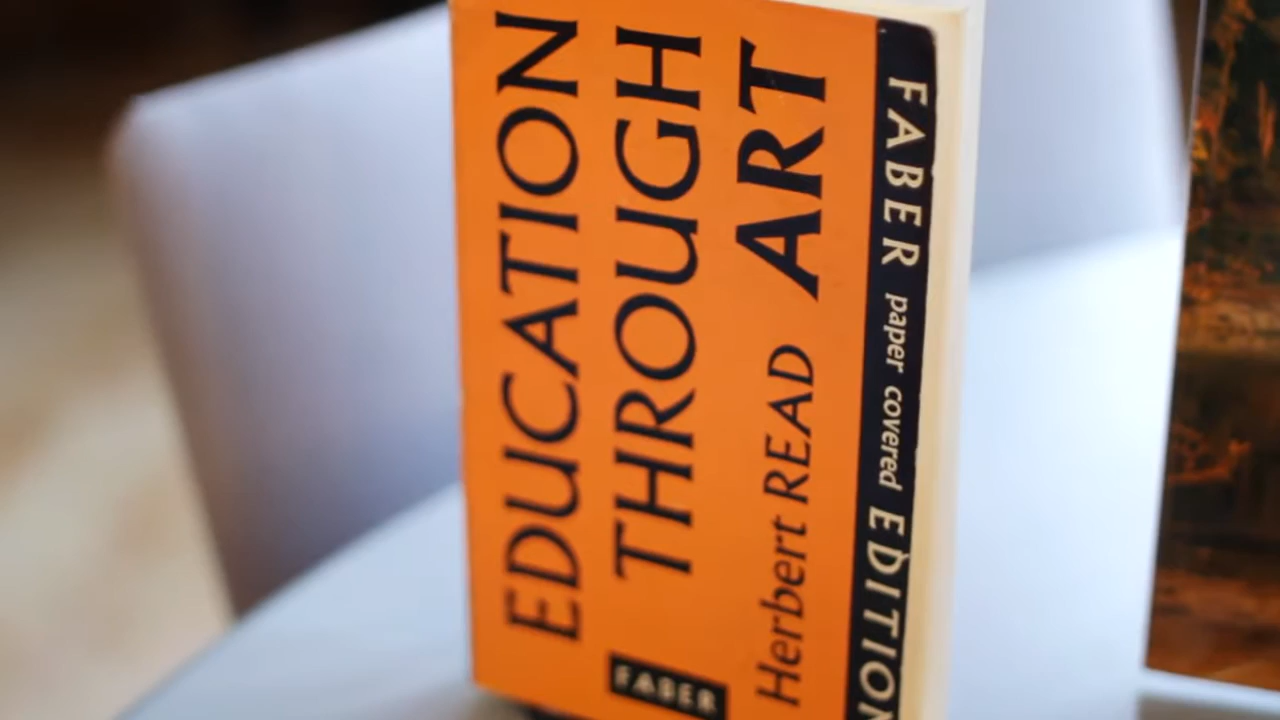 EDUCATION
THROUGH
ART
Herbert READ
FABER
FABER paper covered EDITION